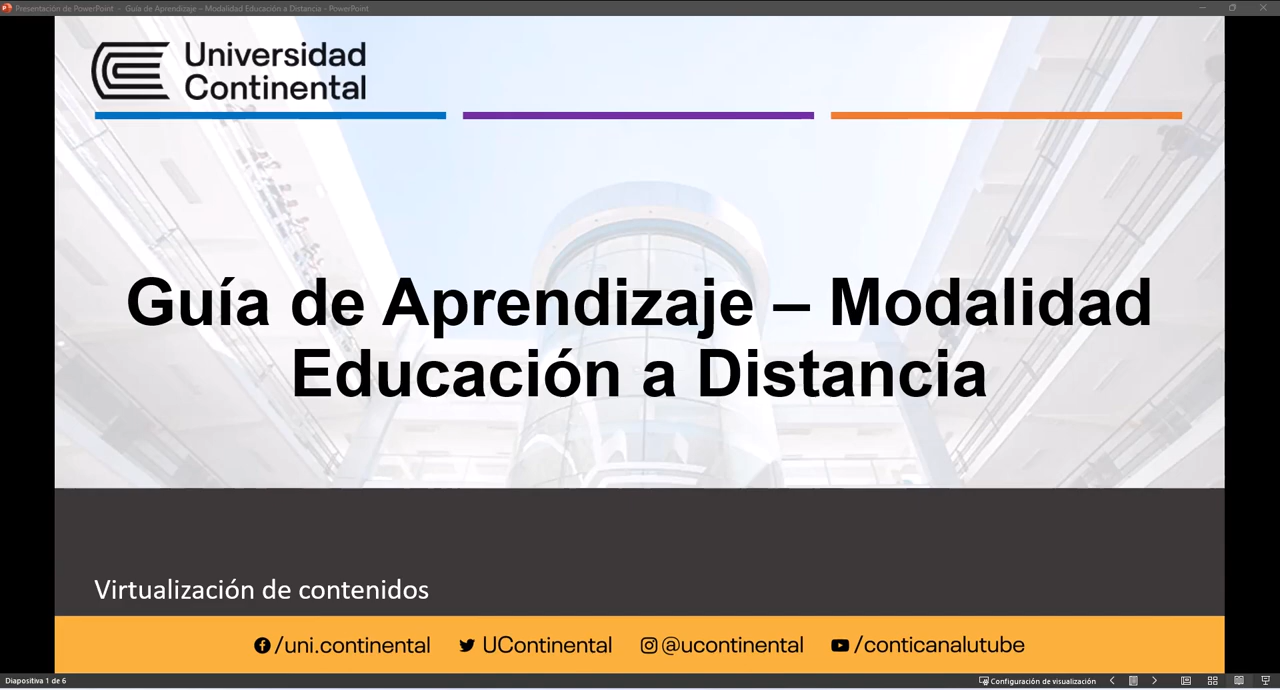 Presentación de PowerPoint - Guía de Aprendizaje – Modalidad Educación a Distancia - PowerPoint
Universidad
Continental
Guía de Aprendizaje – Modalidad
Educación a Distancia
Virtualización de contenidos
/uni.continental UContinental @ucontinental /conticanalutube
Diapositiva 1 de 6 Configuración de visualización